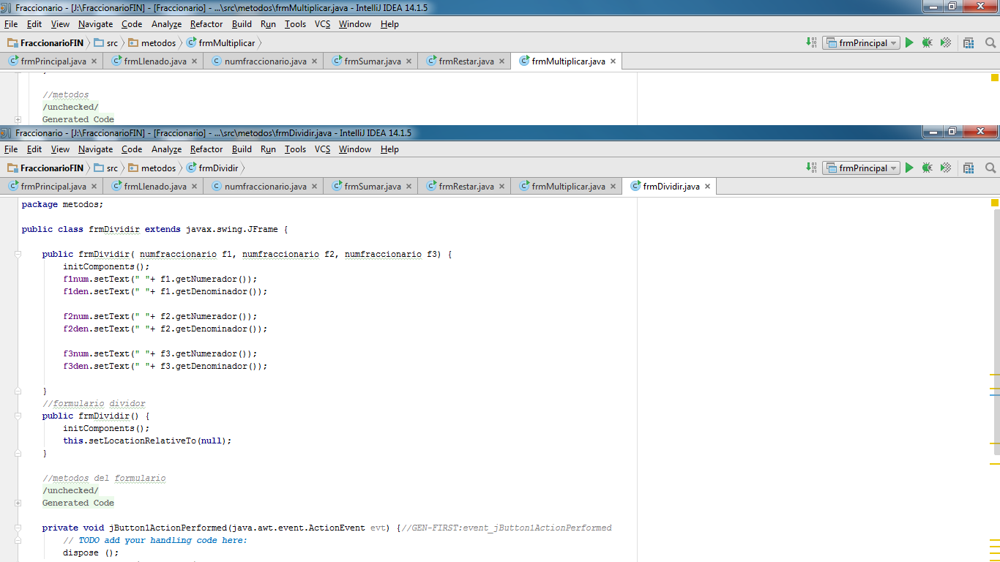 Fraccionario - [J:\FraccionarioFIN] - [Fraccionario] - ...\src\metodos\frmMultiplicar.java - IntelliJ IDEA 14.1.5
File Edit View Navigate Code Analyze Refactor Build Run Tools VCS Window Help
FraccionarioFIN src metodos frmMultiplicar frmPrincipal
frmPrincipal.java frmLlenado.java numfraccionario.java frmSumar.java frmRestar.java frmMultiplicar.java
//metodos
/unchecked/
Generated Code
Fraccionario - [J:\FraccionarioFIN] - [Fraccionario] - ...\src\metodos\frmDividir.java - IntelliJ IDEA 14.1.5
File Edit View Navigate Code Analyze Refactor Build Run Tools VCS Window Help
FraccionarioFIN src metodos frmDividir frmPrincipal
frmPrincipal.java frmLlenado.java numfraccionario.java frmSumar.java frmRestar.java frmMultiplicar.java frmDividir.java
package metodos;
public class frmDividir extends javax.swing.JFrame {
public frmDividir( numfraccionario f1, numfraccionario f2, numfraccionario f3) {
initComponents();
f1num.setText(" "+ f1.getNumerador());
f1den.setText(" "+ f1.getDenominador());
f2num.setText(" "+ f2.getNumerador());
f2den.setText(" "+ f2.getDenominador());
f3num.setText(" "+ f3.getNumerador());
f3den.setText(" "+ f3.getDenominador());
}
//formulario dividor
public frmDividir() {
initComponents();
this.setLocationRelativeTo(null);
}
//metodos del formulario
/unchecked/
Generated Code
private void jButton1ActionPerformed(java.awt.event.ActionEvent evt) {//GEN-FIRST:event_jButton1ActionPerformed
// TODO add your handling code here:
dispose ();